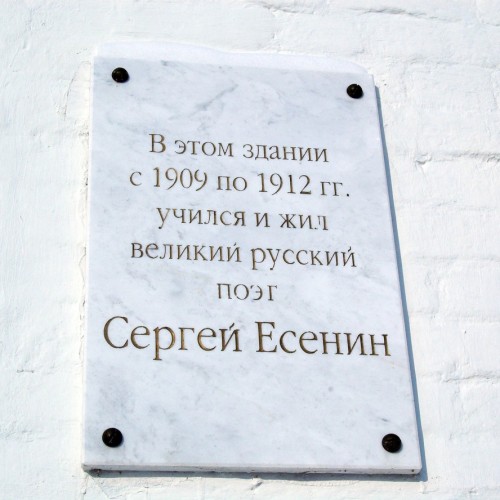 В этом здании
с 1909 по 1912 гг.
учился и жил
великий русский
поэт
Сергей Есенин